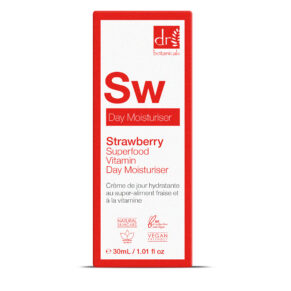 dr.
botanicals
Sw
Day Moisturiser
Strawberry
Superfood
Vitamin
Day Moisturiser
Crème de jour hydratante
au super-aliment fraise et
à la vitamine
NATURAL
SKINCARE
VEGAN
FRIENDLY
℮ 30mL / 1.01 fl oz